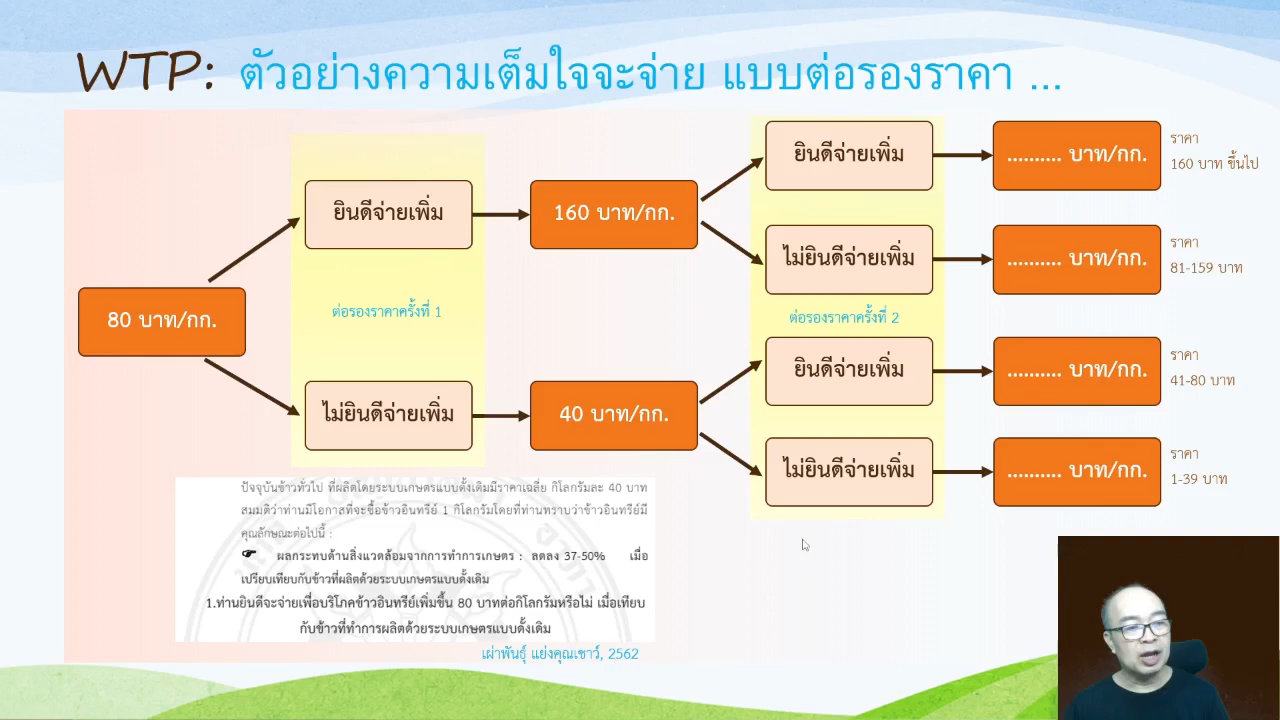 WTP: ตัวอย่างความเต็มใจจะจ่าย แบบต่อรองราคา ...
80 บาท/กก.
ยินดีจ่ายเพิ่ม
ต่อรองราคาครั้งที่ 1
ไม่ยินดีจ่ายเพิ่ม
160 บาท/กก.
40 บาท/กก.
ยินดีจ่ายเพิ่ม
ไม่ยินดีจ่ายเพิ่ม
ต่อรองราคาครั้งที่ 2
ยินดีจ่ายเพิ่ม
ไม่ยินดีจ่ายเพิ่ม
.......... บาท/กก.
ราคา
160 บาท ขึ้นไป
.......... บาท/กก.
ราคา
81-159 บาท
.......... บาท/กก.
ราคา
41-80 บาท
.......... บาท/กก.
ราคา
1-39 บาท
ปัจจุบันข้าวทั่วไป ที่ผลิตโดยระบบเกษตรแบบดั้งเดิมมีราคาเฉลี่ย กิโลกรัมละ 40 บาท
สมมติว่าท่านมีโอกาสที่จะซื้อข้าวอินทรีย์ 1 กิโลกรัมโดยที่ท่านทราบว่าข้าวอินทรีย์มี
คุณลักษณะต่อไปนี้ :
☞ ผลกระทบด้านสิ่งแวดล้อมจากการทำการเกษตร : ลดลง 37-50% เมื่อ
เปรียบเทียบกับข้าวที่ผลิตด้วยระบบเกษตรแบบดั้งเดิม
1.ท่านยินดีจะจ่ายเพื่อบริโภคข้าวอินทรีย์เพิ่มขึ้น 80 บาทต่อกิโลกรัมหรือไม่ เมื่อเทียบ
กับข้าวที่ทำการผลิตด้วยระบบเกษตรแบบดั้งเดิม
เผ่าพันธุ์ แย่งคุณเชาว์, 2562